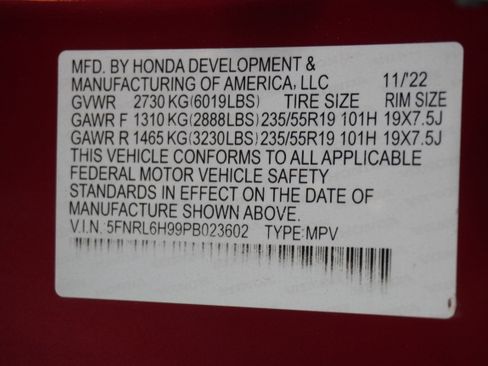 MFD. BY HONDA DEVELOPMENT &
MANUFACTURING OF AMERICA, LLC 11/'22
GVWR 2730 KG(6019LBS) TIRE SIZE RIM SIZE
GAWR F 1310 KG(2888LBS) 235/55R19 101H 19X7.5J
GAWR R 1465 KG(3230LBS) 235/55R19 101H 19X7.5J
THIS VEHICLE CONFORMS TO ALL APPLICABLE
FEDERAL MOTOR VEHICLE SAFETY
STANDARDS IN EFFECT ON THE DATE OF
MANUFACTURE SHOWN ABOVE.
V.I.N. 5FNRL6H99PB023602 TYPE:MPV